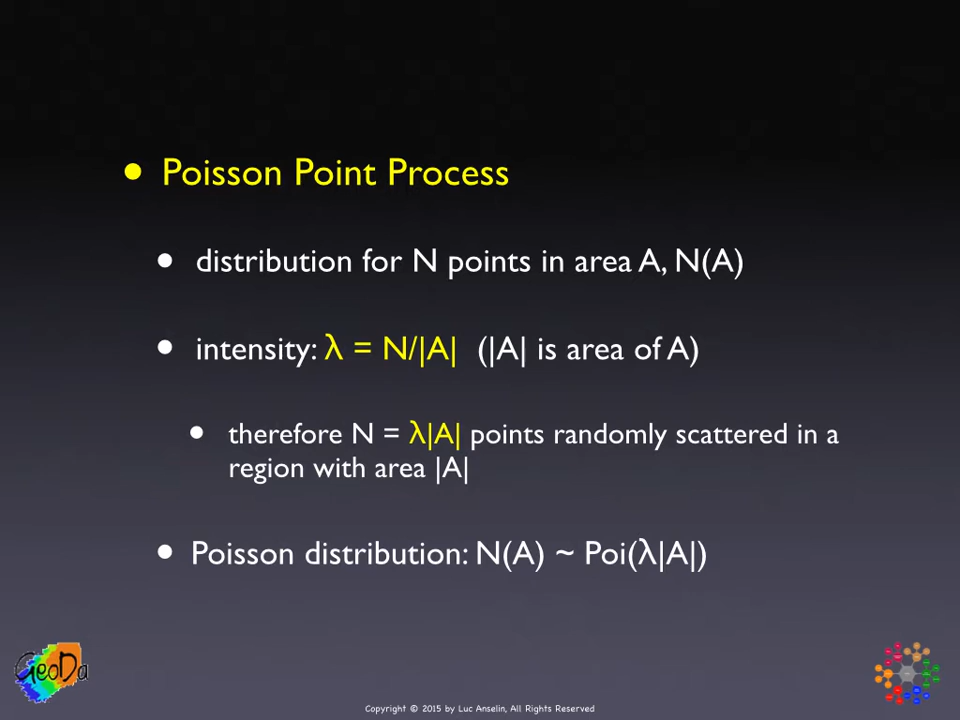 • Poisson Point Process
• distribution for N points in area A, N(A)
• intensity: λ = N/|A| (|A| is area of A)
• therefore N = λ|A| points randomly scattered in a
region with area |A|
• Poisson distribution: N(A) ~ Poi(λ|A|)
GeoDa
Copyright © 2015 by Luc Anselin, All Rights Reserved